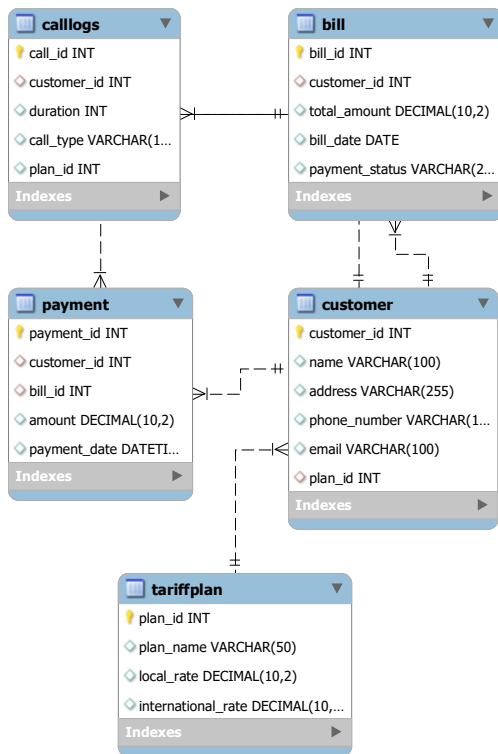 calllogs
call_id INT
customer_id INT
duration INT
call_type VARCHAR(1...
plan_id INT
Indexes
bill
bill_id INT
customer_id INT
total_amount DECIMAL(10,2)
bill_date DATE
payment_status VARCHAR(2...
Indexes
payment
payment_id INT
customer_id INT
bill_id INT
amount DECIMAL(10,2)
payment_date DATETI...
Indexes
customer
customer_id INT
name VARCHAR(100)
address VARCHAR(255)
phone_number VARCHAR(1...
email VARCHAR(100)
plan_id INT
Indexes
tariffplan
plan_id INT
plan_name VARCHAR(50)
local_rate DECIMAL(10,2)
international_rate DECIMAL(10,...
Indexes